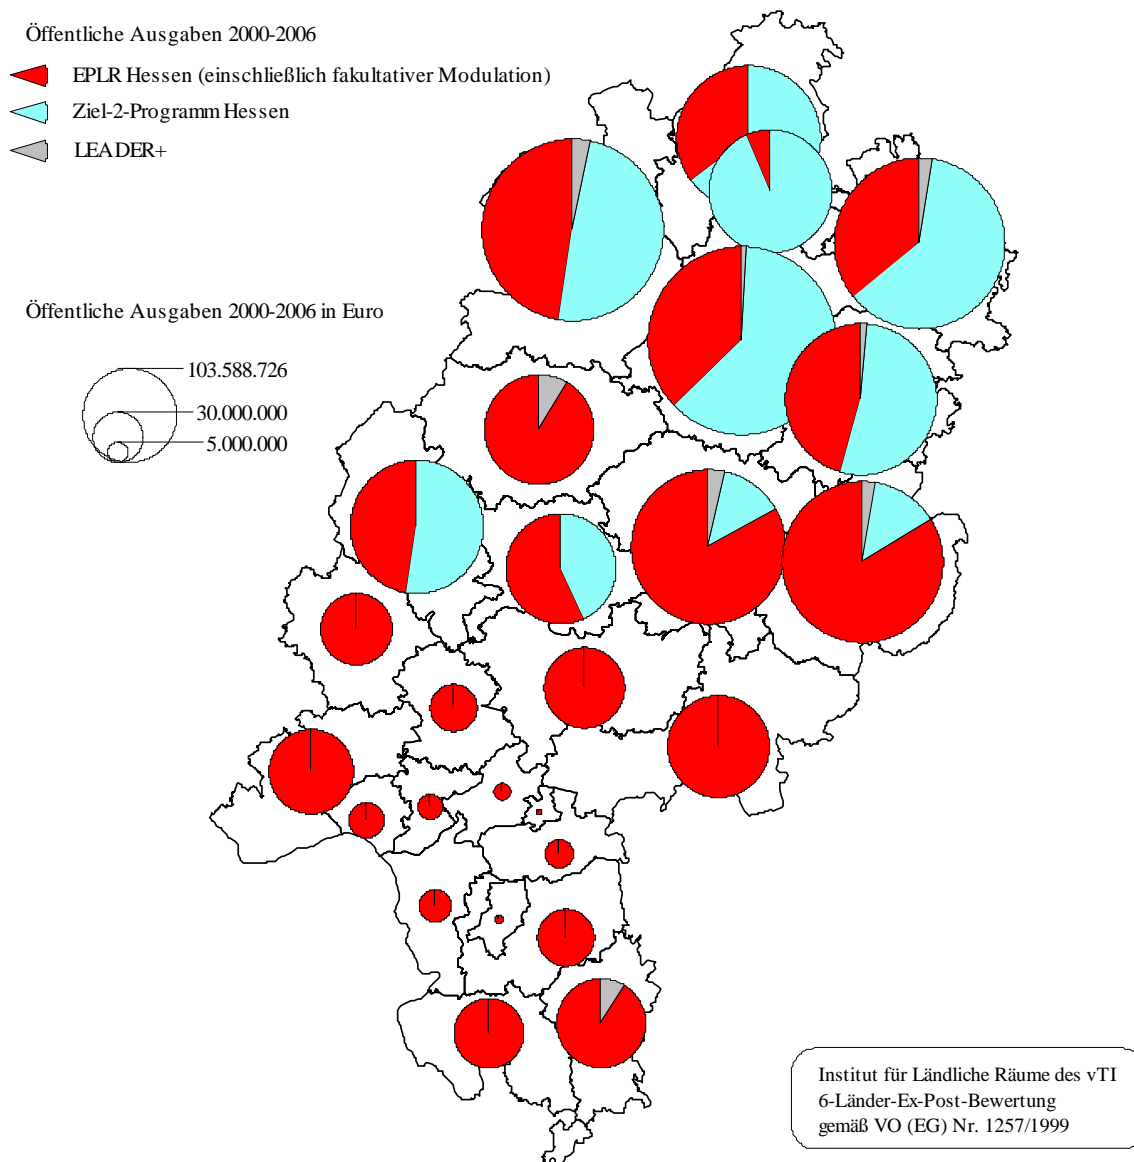 Öffentliche Ausgaben 2000-2006
EPLR Hessen (einschließlich fakultativer Modulation)
Ziel-2-Programm Hessen
LEADER+
Öffentliche Ausgaben 2000-2006 in Euro
103.588.726
30.000.000
5.000.000
Institut für Ländliche Räume des vTI
6-Länder-Ex-Post-Bewertung
gemäß VO (EG) Nr. 1257/1999